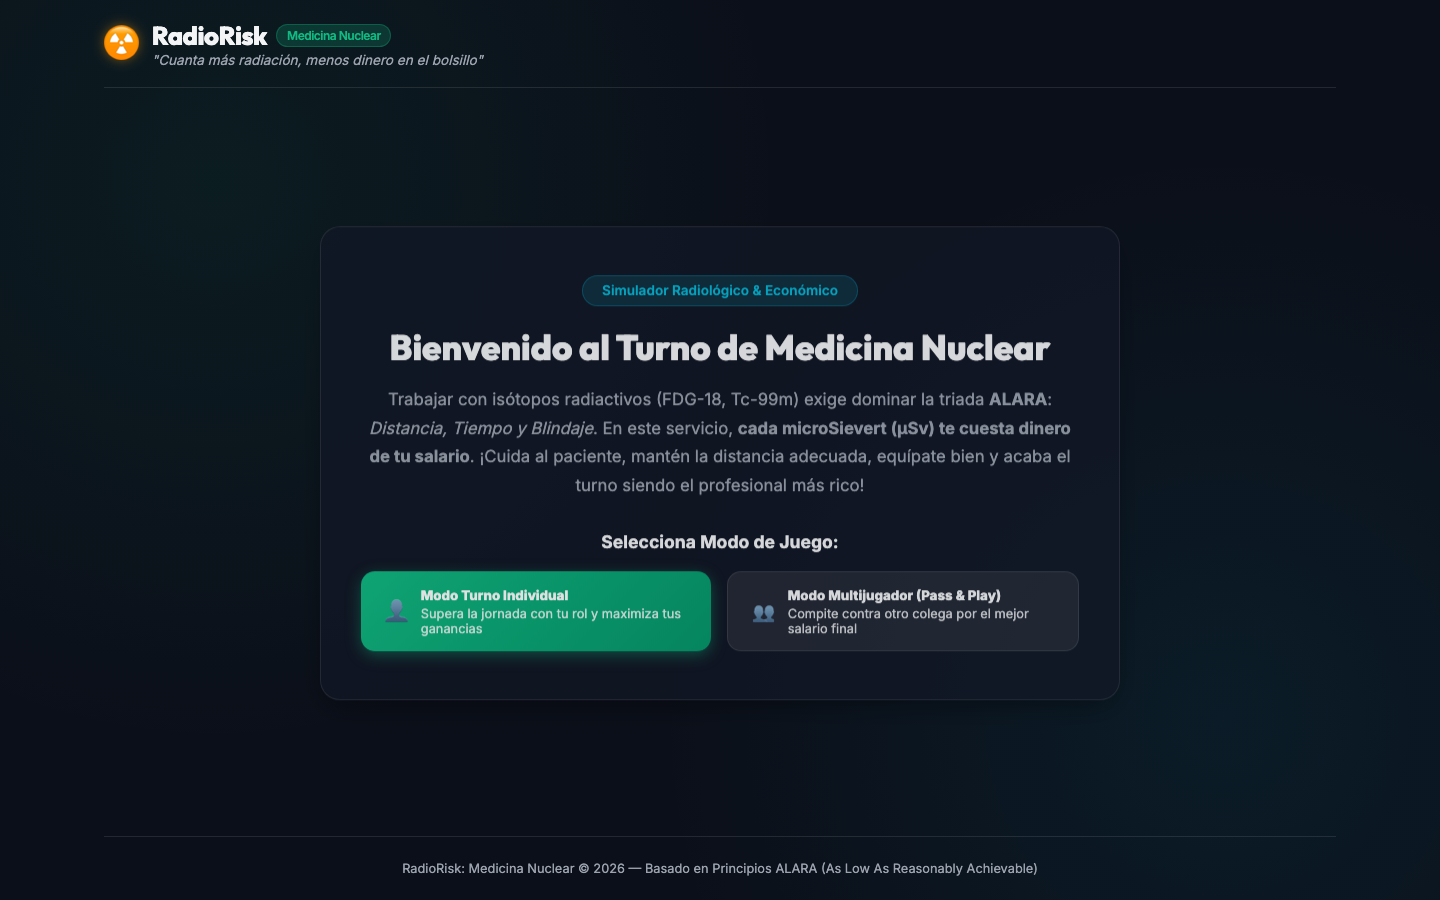 RadioRisk
Medicina Nuclear
"Cuanta más radiación, menos dinero en el bolsillo"
Simulador Radiológico & Económico
Bienvenido al Turno de Medicina Nuclear
Trabajar con isótopos radiactivos (FDG-18, Tc-99m) exige dominar la triada ALARA:
Distancia, Tiempo y Blindaje. En este servicio, cada microSievert (µSv) te cuesta dinero
de tu salario. ¡Cuida al paciente, mantén la distancia adecuada, equípate bien y acaba el
turno siendo el profesional más rico!
Selecciona Modo de Juego:
Modo Turno Individual
Supera la jornada con tu rol y maximiza tus
ganancias
Modo Multijugador (Pass & Play)
Compite contra otro colega por el mejor
salario final
RadioRisk: Medicina Nuclear © 2026 — Basado en Principios ALARA (As Low As Reasonably Achievable)